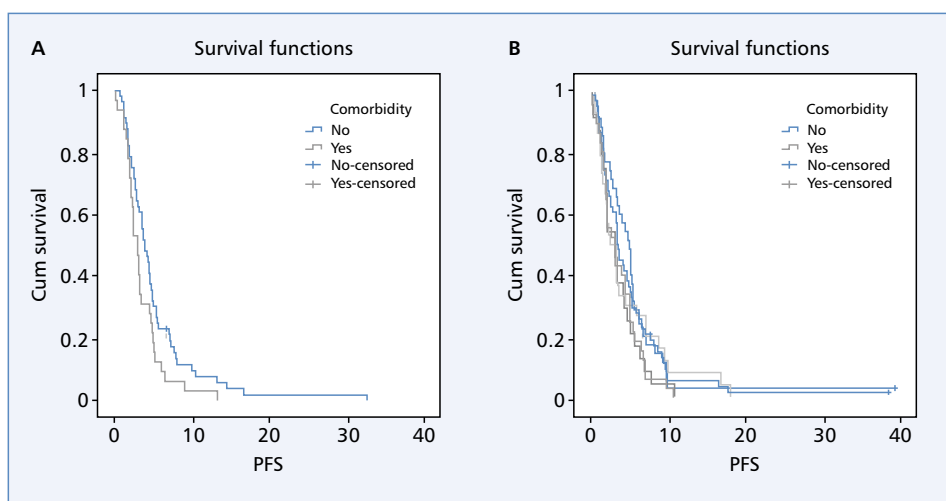 A Survival functions
Cum survival
1
0.8
0.6
0.4
0.2
0
0 10 20 30 40
PFS
Comorbidity
No
Yes
No-censored
Yes-censored
B Survival functions
Cum survival
1
0.8
0.6
0.4
0.2
0
0 10 20 30 40
PFS
Comorbidity
No
Yes
No-censored
Yes-censored